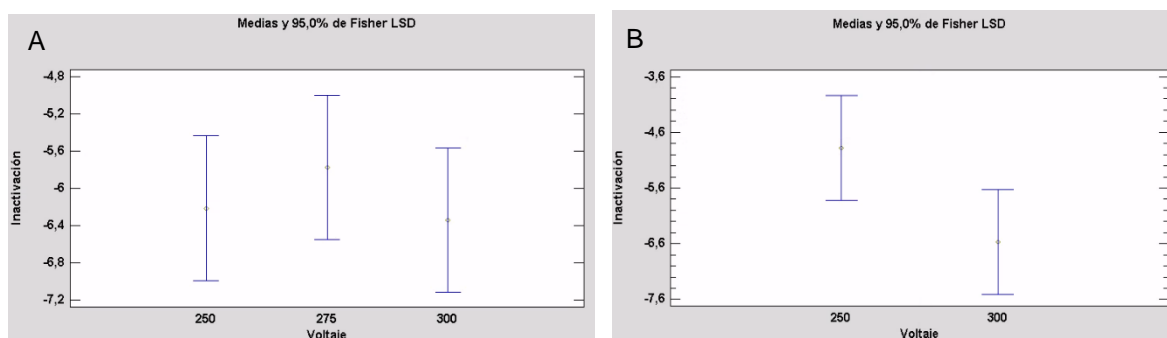 A
Medias y 95,0% de Fisher LSD
Inactivación
-4,8
-5,2
-5,6
-6
-6,4
-6,8
-7,2
250 275 300
Voltaje
B
Medias y 95,0% de Fisher LSD
Inactivación
-3,6
-4,6
-5,6
-6,6
-7,6
250 300
Voltaje